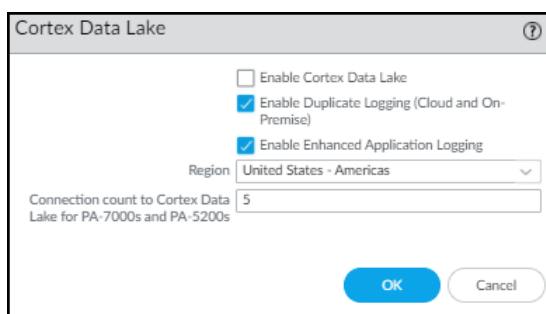 Cortex Data Lake
Enable Cortex Data Lake
Enable Duplicate Logging (Cloud and On-
Premise)
Enable Enhanced Application Logging
Region United States - Americas
Connection count to Cortex Data
Lake for PA-7000s and PA-5200s
5
OK Cancel